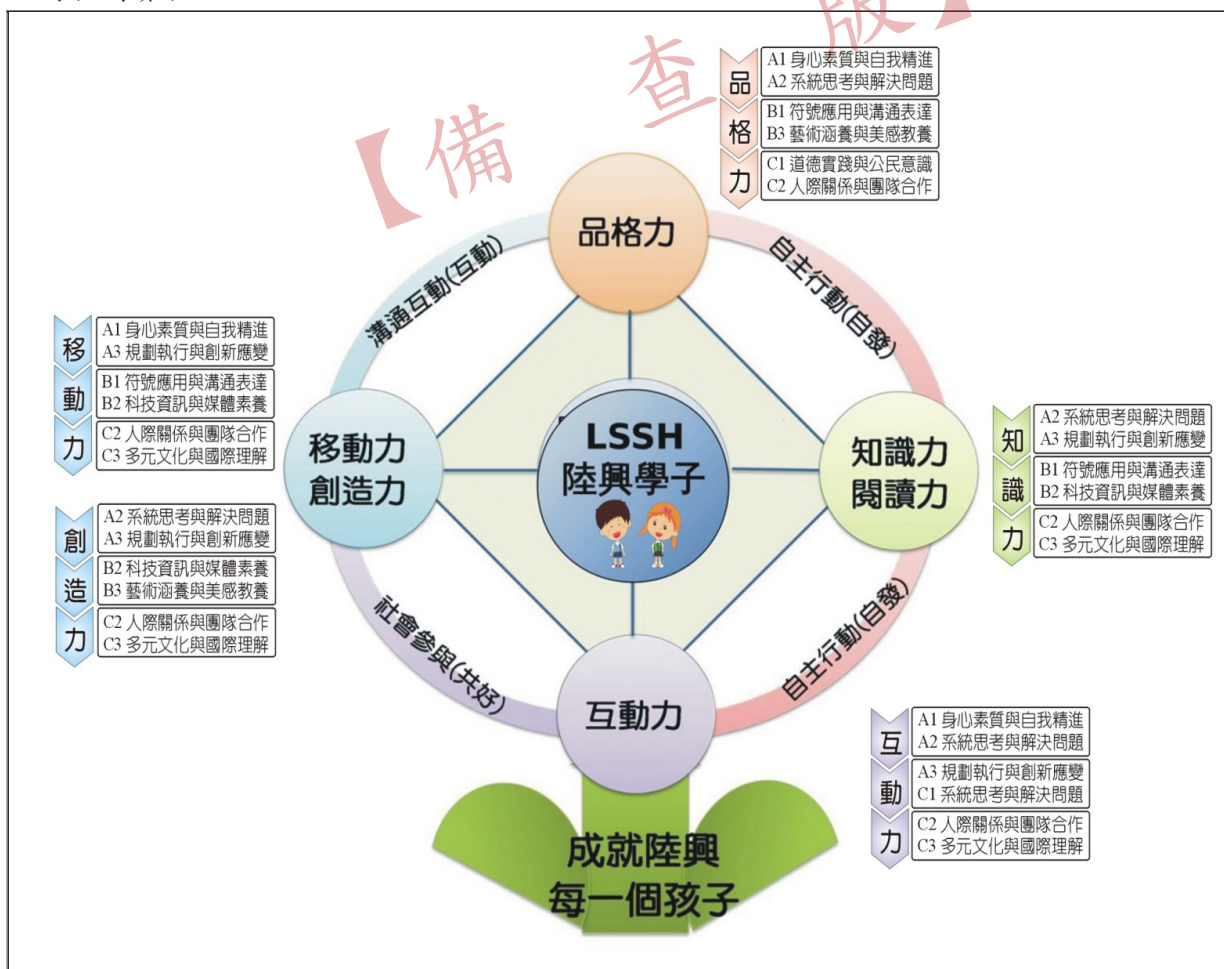 【備 查 版】
品格力
A1 身心素質與自我精進
A2 系統思考與解決問題
B1 符號應用與溝通表達
B3 藝術涵養與美感教養
C1 道德實踐與公民意識
C2 人際關係與團隊合作
品格力
溝通互動(互動)
自主行動(自發)
移動力
A1 身心素質與自我精進
A3 規劃執行與創新應變
B1 符號應用與溝通表達
B2 科技資訊與媒體素養
C2 人際關係與團隊合作
C3 多元文化與國際理解
移動力
創造力
LSSH
陸興學子
知識力
閱讀力
知識力
A2 系統思考與解決問題
A3 規劃執行與創新應變
B1 符號應用與溝通表達
B2 科技資訊與媒體素養
C2 人際關係與團隊合作
C3 多元文化與國際理解
創造力
A2 系統思考與解決問題
A3 規劃執行與創新應變
B2 科技資訊與媒體素養
B3 藝術涵養與美感教養
C2 人際關係與團隊合作
C3 多元文化與國際理解
社會參與(共好)
自主行動(自發)
互動力
互動力
A1 身心素質與自我精進
A2 系統思考與解決問題
A3 規劃執行與創新應變
C1 系統思考與解決問題
C2 人際關係與團隊合作
C3 多元文化與國際理解
成就陸興
每一個孩子